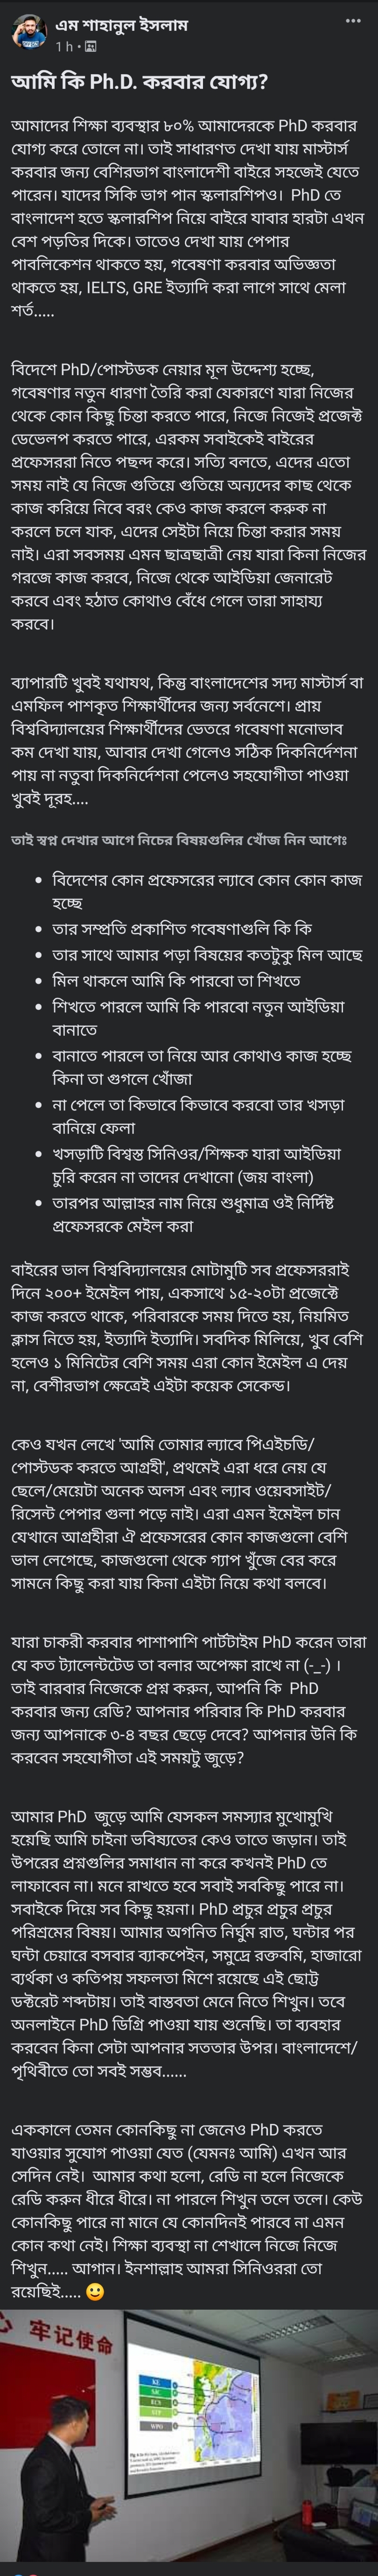 এম শাহানুল ইসলাম
1 h •
আমি কি Ph.D. করবার যোগ্য?
আমাদের শিক্ষা ব্যবস্থার ৮০% আমাদেরকে PhD করবার
যোগ্য করে তোলে না। তাই সাধারণত দেখা যায় মাস্টার্স
করবার জন্য বেশিরভাগ বাংলাদেশী বাইরে সহজেই যেতে
পারেন। যাদের সিকি ভাগ পান স্কলারশিপও। PhD তে
বাংলাদেশ হতে স্কলারশিপ নিয়ে বাইরে যাবার হারটা এখন
বেশ পড়তির দিকে। তাতেও দেখা যায় পেপার
পাবলিকেশন থাকতে হয়, গবেষণা করবার অভিজ্ঞতা
থাকতে হয়, IELTS, GRE ইত্যাদি করা লাগে সাথে মেলা
শর্ত.....
বিদেশে PhD/পোস্টডক নেয়ার মূল উদ্দেশ্য হচ্ছে,
গবেষণার নতুন ধারণা তৈরি করা যেকারণে যারা নিজের
থেকে কোন কিছু চিন্তা করতে পারে, নিজে নিজেই প্রজেক্ট
ডেভেলপ করতে পারে, এরকম সবাইকেই বাইরের
প্রফেসররা নিতে পছন্দ করে। সত্যি বলতে, এদের এতো
সময় নাই যে নিজে গুতিয়ে গুতিয়ে অন্যদের কাছ থেকে
কাজ করিয়ে নিবে বরং কেও কাজ করলে করুক না
করলে চলে যাক, এদের সেইটা নিয়ে চিন্তা করার সময়
নাই। এরা সবসময় এমন ছাত্রছাত্রী নেয় যারা কিনা নিজের
গরজে কাজ করবে, নিজে থেকে আইডিয়া জেনারেট
করবে এবং হঠাত কোথাও বেঁধে গেলে তারা সাহায্য
করবে।
ব্যাপারটি খুবই যথাযথ, কিন্তু বাংলাদেশের সদ্য মাস্টার্স বা
এমফিল পাশকৃত শিক্ষার্থীদের জন্য সর্বনেশে। প্রায়
বিশ্ববিদ্যালয়ের শিক্ষার্থীদের ভেতরে গবেষণা মনোভাব
কম দেখা যায়, আবার দেখা গেলেও সঠিক দিকনির্দেশনা
পায় না নতুবা দিকনির্দেশনা পেলেও সহযোগীতা পাওয়া
খুবই দূরহ....
তাই স্বপ্ন দেখার আগে নিচের বিষয়গুলির খোঁজ নিন আগেঃ
• বিদেশের কোন প্রফেসরের ল্যাবে কোন কোন কাজ
হচ্ছে
• তার সম্প্রতি প্রকাশিত গবেষণাগুলি কি কি
• তার সাথে আমার পড়া বিষয়ের কতটুকু মিল আছে
• মিল থাকলে আমি কি পারবো তা শিখতে
• শিখতে পারলে আমি কি পারবো নতুন আইডিয়া
বানাতে
• বানাতে পারলে তা নিয়ে আর কোথাও কাজ হচ্ছে
কিনা তা গুগলে খোঁজা
• না পেলে তা কিভাবে কিভাবে করবো তার খসড়া
বানিয়ে ফেলা
• খসড়াটি বিশ্বস্ত সিনিওর/শিক্ষক যারা আইডিয়া
চুরি করেন না তাদের দেখানো (জয় বাংলা)
• তারপর আল্লাহর নাম নিয়ে শুধুমাত্র ওই নির্দিষ্ট
প্রফেসরকে মেইল করা
বাইরের ভাল বিশ্ববিদ্যালয়ের মোটামুটি সব প্রফেসররাই
দিনে ২০০+ ইমেইল পায়, একসাথে ১৫-২০টা প্রজেক্টে
কাজ করতে থাকে, পরিবারকে সময় দিতে হয়, নিয়মিত
ক্লাস নিতে হয়, ইত্যাদি ইত্যাদি। সবদিক মিলিয়ে, খুব বেশি
হলেও ১ মিনিটের বেশি সময় এরা কোন ইমেইল এ দেয়
না, বেশীরভাগ ক্ষেত্রেই এইটা কয়েক সেকেন্ড।
কেও যখন লেখে 'আমি তোমার ল্যাবে পিএইচডি/
পোস্টডক করতে আগ্রহী', প্রথমেই এরা ধরে নেয় যে
ছেলে/মেয়েটা অনেক অলস এবং ল্যাব ওয়েবসাইট/
রিসেন্ট পেপার গুলা পড়ে নাই। এরা এমন ইমেইল চান
যেখানে আগ্রহীরা ঐ প্রফেসরের কোন কাজগুলো বেশি
ভাল লেগেছে, কাজগুলো থেকে গ্যাপ খুঁজে বের করে
সামনে কিছু করা যায় কিনা এইটা নিয়ে কথা বলবে।
যারা চাকরী করবার পাশাপাশি পার্টটাইম PhD করেন তারা
যে কত ট্যালেন্টটেড তা বলার অপেক্ষা রাখে না (-_-) ।
তাই বারবার নিজেকে প্রশ্ন করুন, আপনি কি PhD
করবার জন্য রেডি? আপনার পরিবার কি PhD করবার
জন্য আপনাকে ৩-৪ বছর ছেড়ে দেবে? আপনার উনি কি
করবেন সহযোগীতা এই সময়টু জুড়ে?
আমার PhD জুড়ে আমি যেসকল সমস্যার মুখোমুখি
হয়েছি আমি চাইনা ভবিষ্যতের কেও তাতে জড়ান। তাই
উপরের প্রশ্নগুলির সমাধান না করে কখনই PhD তে
লাফাবেন না। মনে রাখতে হবে সবাই সবকিছু পারে না।
সবাইকে দিয়ে সব কিছু হয়না। PhD প্রচুর প্রচুর প্রচুর
পরিশ্রমের বিষয়। আমার অগনিত নির্ঘুম রাত, ঘন্টার পর
ঘন্টা চেয়ারে বসবার ব্যাকপেইন, সমুদ্রে রক্তবমি, হাজারো
ব্যর্থকা ও কতিপয় সফলতা মিশে রয়েছে এই ছোট্ট
ডক্টরেট শব্দটায়। তাই বাস্তবতা মেনে নিতে শিখুন। তবে
অনলাইনে PhD ডিগ্রি পাওয়া যায় শুনেছি। তা ব্যবহার
করবেন কিনা সেটা আপনার সততার উপর। বাংলাদেশে/
পৃথিবীতে তো সবই সম্ভব......
এককালে তেমন কোনকিছু না জেনেও PhD করতে
যাওয়ার সুযোগ পাওয়া যেত (যেমনঃ আমি) এখন আর
সেদিন নেই। আমার কথা হলো, রেডি না হলে নিজেকে
রেডি করুন ধীরে ধীরে। না পারলে শিখুন তলে তলে। কেউ
কোনকিছু পারে না মানে যে কোনদিনই পারবে না এমন
কোন কথা নেই। শিক্ষা ব্যবস্থা না শেখালে নিজে নিজে
শিখুন..... আগান। ইনশাল্লাহ আমরা সিনিওররা তো
রয়েছিই..... 🙂
牢记使命